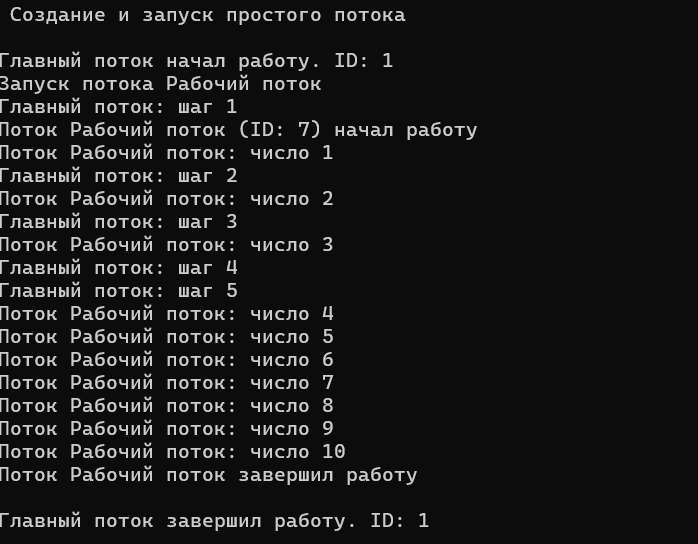 Создание и запуск простого потока
Главный поток начал работу. ID: 1
Запуск потока Рабочий поток
Главный поток: шаг 1
Поток Рабочий поток (ID: 7) начал работу
Поток Рабочий поток: число 1
Главный поток: шаг 2
Поток Рабочий поток: число 2
Главный поток: шаг 3
Поток Рабочий поток: число 3
Главный поток: шаг 4
Главный поток: шаг 5
Поток Рабочий поток: число 4
Поток Рабочий поток: число 5
Поток Рабочий поток: число 6
Поток Рабочий поток: число 7
Поток Рабочий поток: число 8
Поток Рабочий поток: число 9
Поток Рабочий поток: число 10
Поток Рабочий поток завершил работу
Главный поток завершил работу. ID: 1